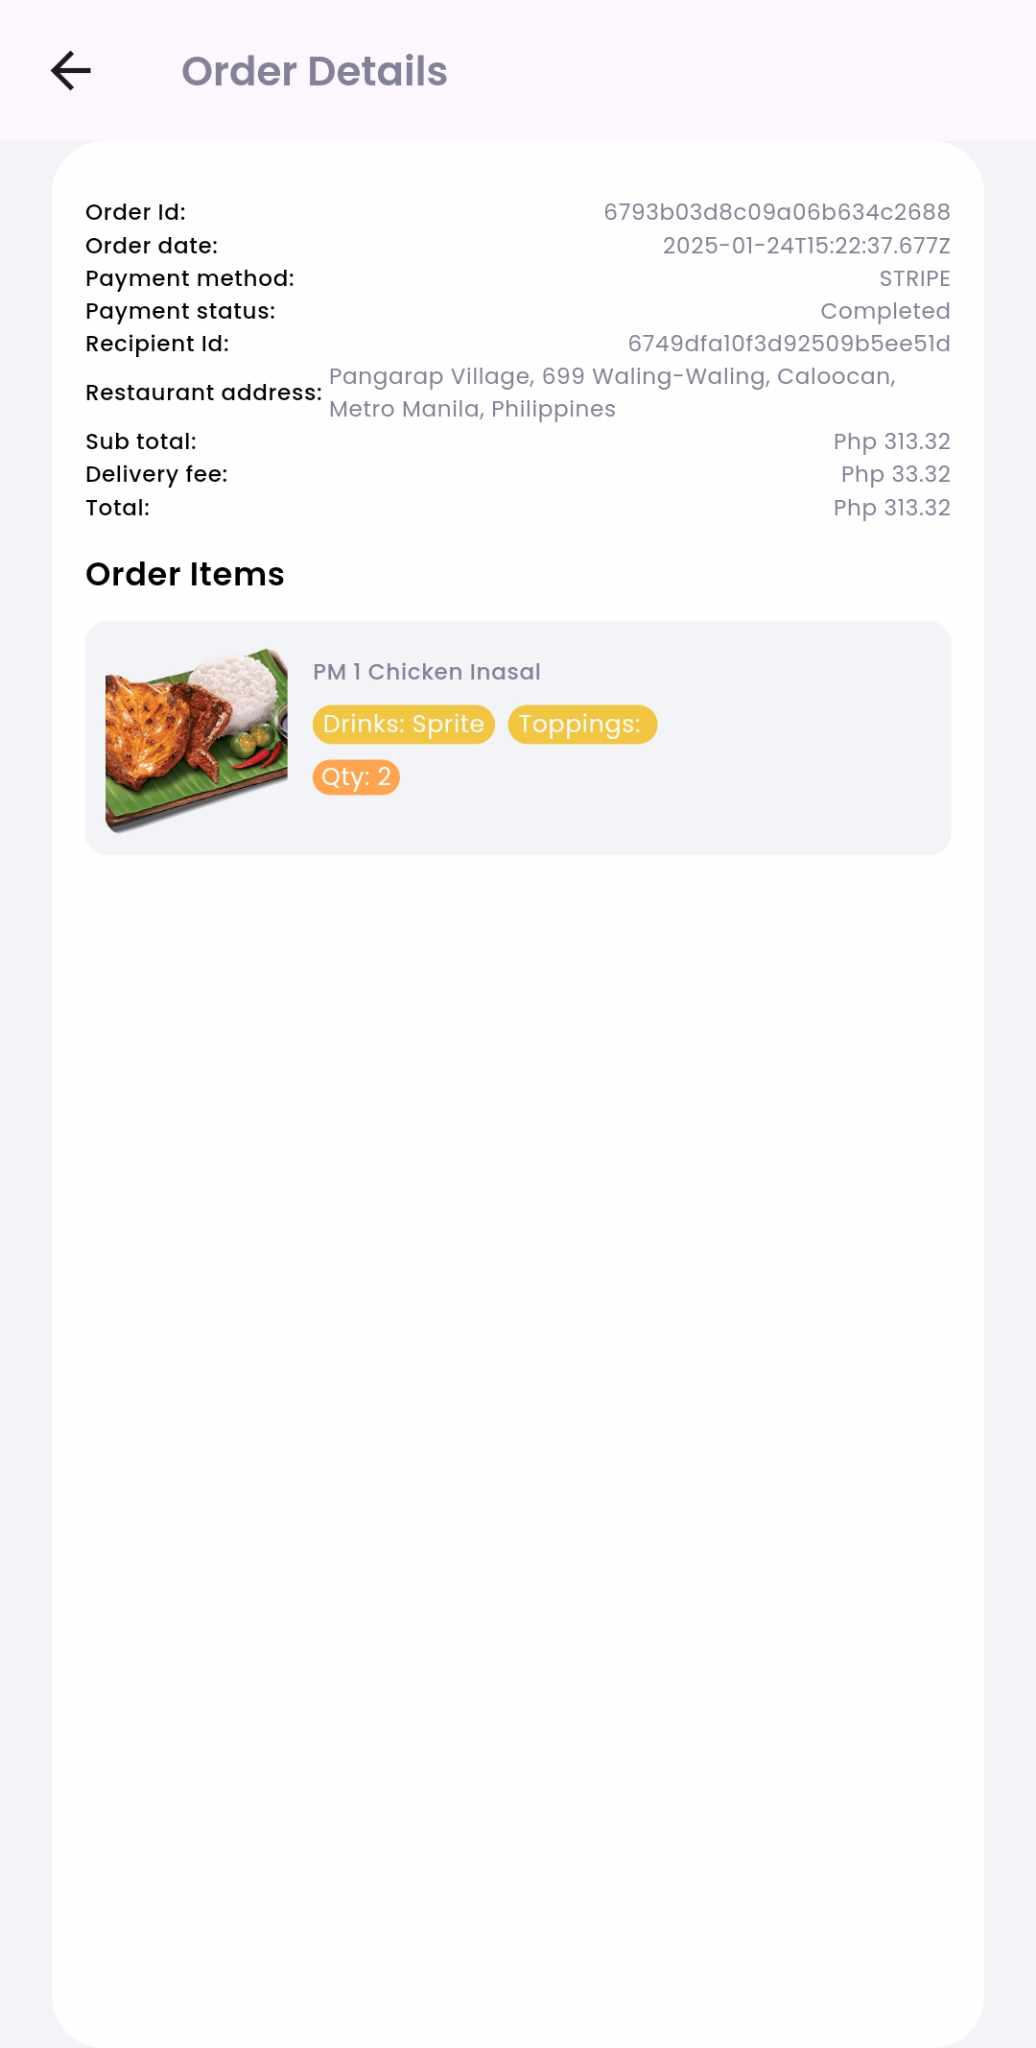 Order Details
Order Id: 6793b03d8c09a06b634c2688
Order date: 2025-01-24T15:22:37.677Z
Payment method: STRIPE
Payment status: Completed
Recipient Id: 6749dfa10f3d92509b5ee51d
Restaurant address: Pangarap Village, 699 Waling-Waling, Caloocan,
Metro Manila, Philippines
Sub total: Php 313.32
Delivery fee: Php 33.32
Total: Php 313.32
Order Items
PM 1 Chicken Inasal
Drinks: Sprite Toppings:
Qty: 2